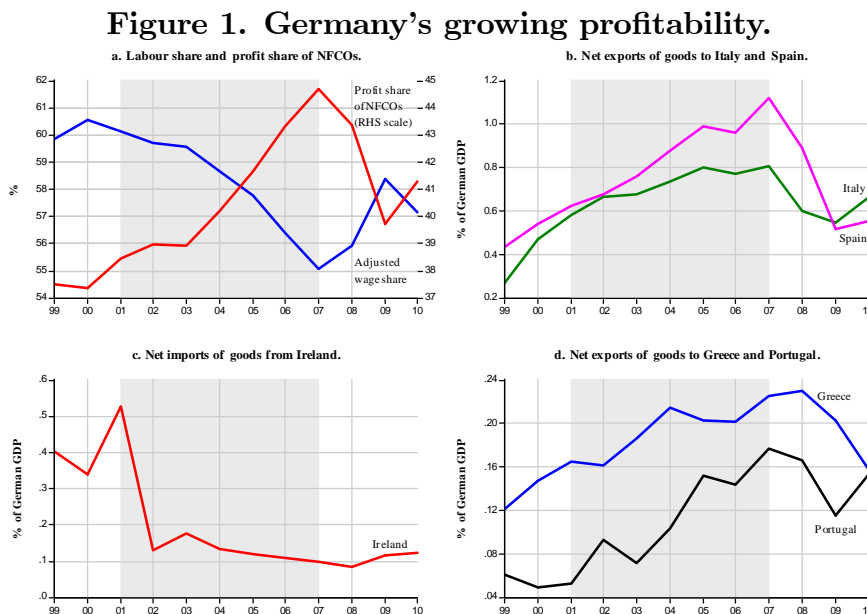 Figure 1. Germany's growing profitability.
a. Labour share and profit share of NFCOs.
62
61
60
59
58
57
56
55
54
%
45
44
43
42
41
40
39
38
37
Profit share
of NFCOs
(RHS scale)
Adjusted
wage share
99 00 01 02 03 04 05 06 07 08 09 10
b. Net exports of goods to Italy and Spain.
1.2
1.0
0.8
0.6
0.4
0.2
% of German GDP
Italy
Spain
99 00 01 02 03 04 05 06 07 08 09 1
c. Net imports of goods from Ireland.
.6
.5
.4
.3
.2
.1
.0
% of German GDP
Ireland
99 00 01 02 03 04 05 06 07 08 09 10
d. Net exports of goods to Greece and Portugal.
.24
.20
.16
.12
.08
.04
% of German GDP
Greece
Portugal
99 00 01 02 03 04 05 06 07 08 09 1